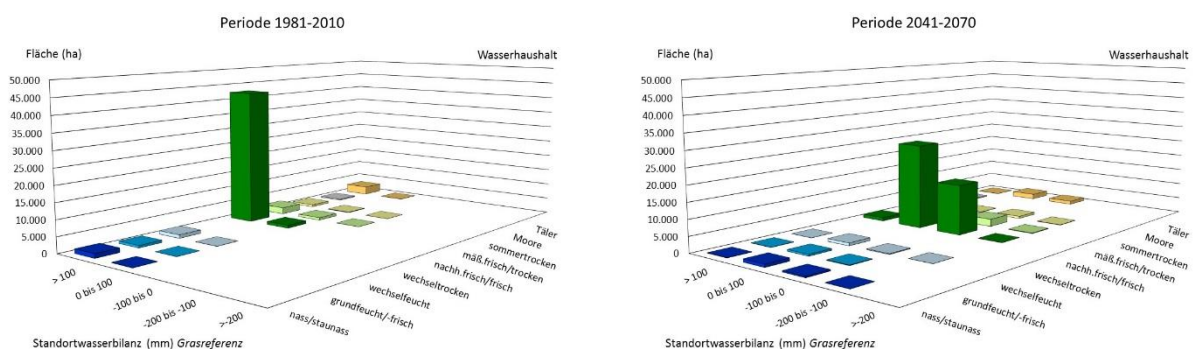 Periode 1981-2010
Fläche (ha)
Wasserhaushalt
50.000
45.000
40.000
35.000
30.000
25.000
20.000
15.000
10.000
5.000
0
> 100
0 bis 100
-100 bis 0
-200 bis -100
>-200
nass/staunass
grundfeucht/-frisch
wechselfeucht
wechseltrocken
nachh.frisch/frisch
mäß.frisch/trocken
sommertrocken
Moore
Täler
Standortwasserbilanz (mm) Grasreferenz
Periode 2041-2070
Fläche (ha)
Wasserhaushalt
50.000
45.000
40.000
35.000
30.000
25.000
20.000
15.000
10.000
5.000
0
> 100
0 bis 100
-100 bis 0
-200 bis -100
>-200
nass/staunass
grundfeucht/-frisch
wechselfeucht
wechseltrocken
nachh.frisch/frisch
mäß.frisch/trocken
sommertrocken
Moore
Täler
Standortwasserbilanz (mm) Grasreferenz